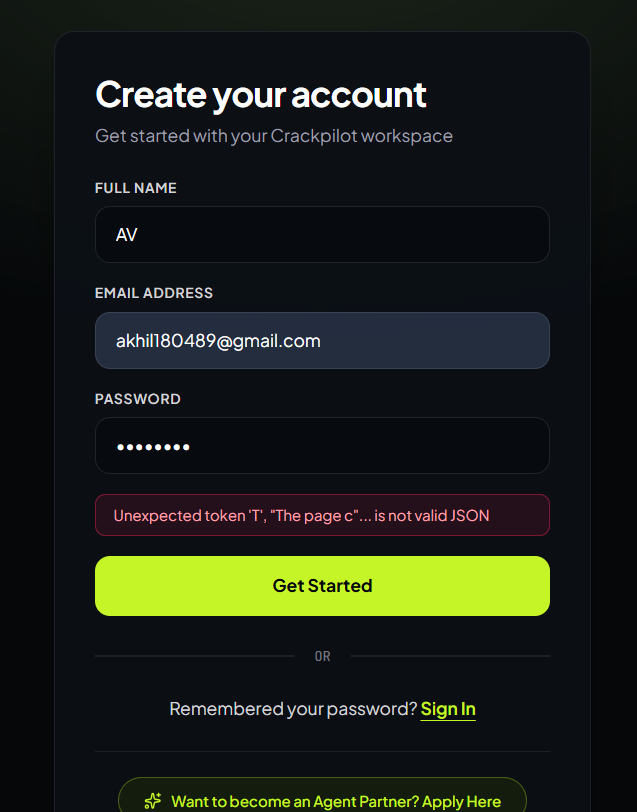 Create your account
Get started with your Crackpilot workspace
FULL NAME
AV
EMAIL ADDRESS
akhil180489@gmail.com
PASSWORD
••••••••
Unexpected token 'T', "The page c"... is not valid JSON
Get Started
OR
Remembered your password? Sign In
Want to become an Agent Partner? Apply Here